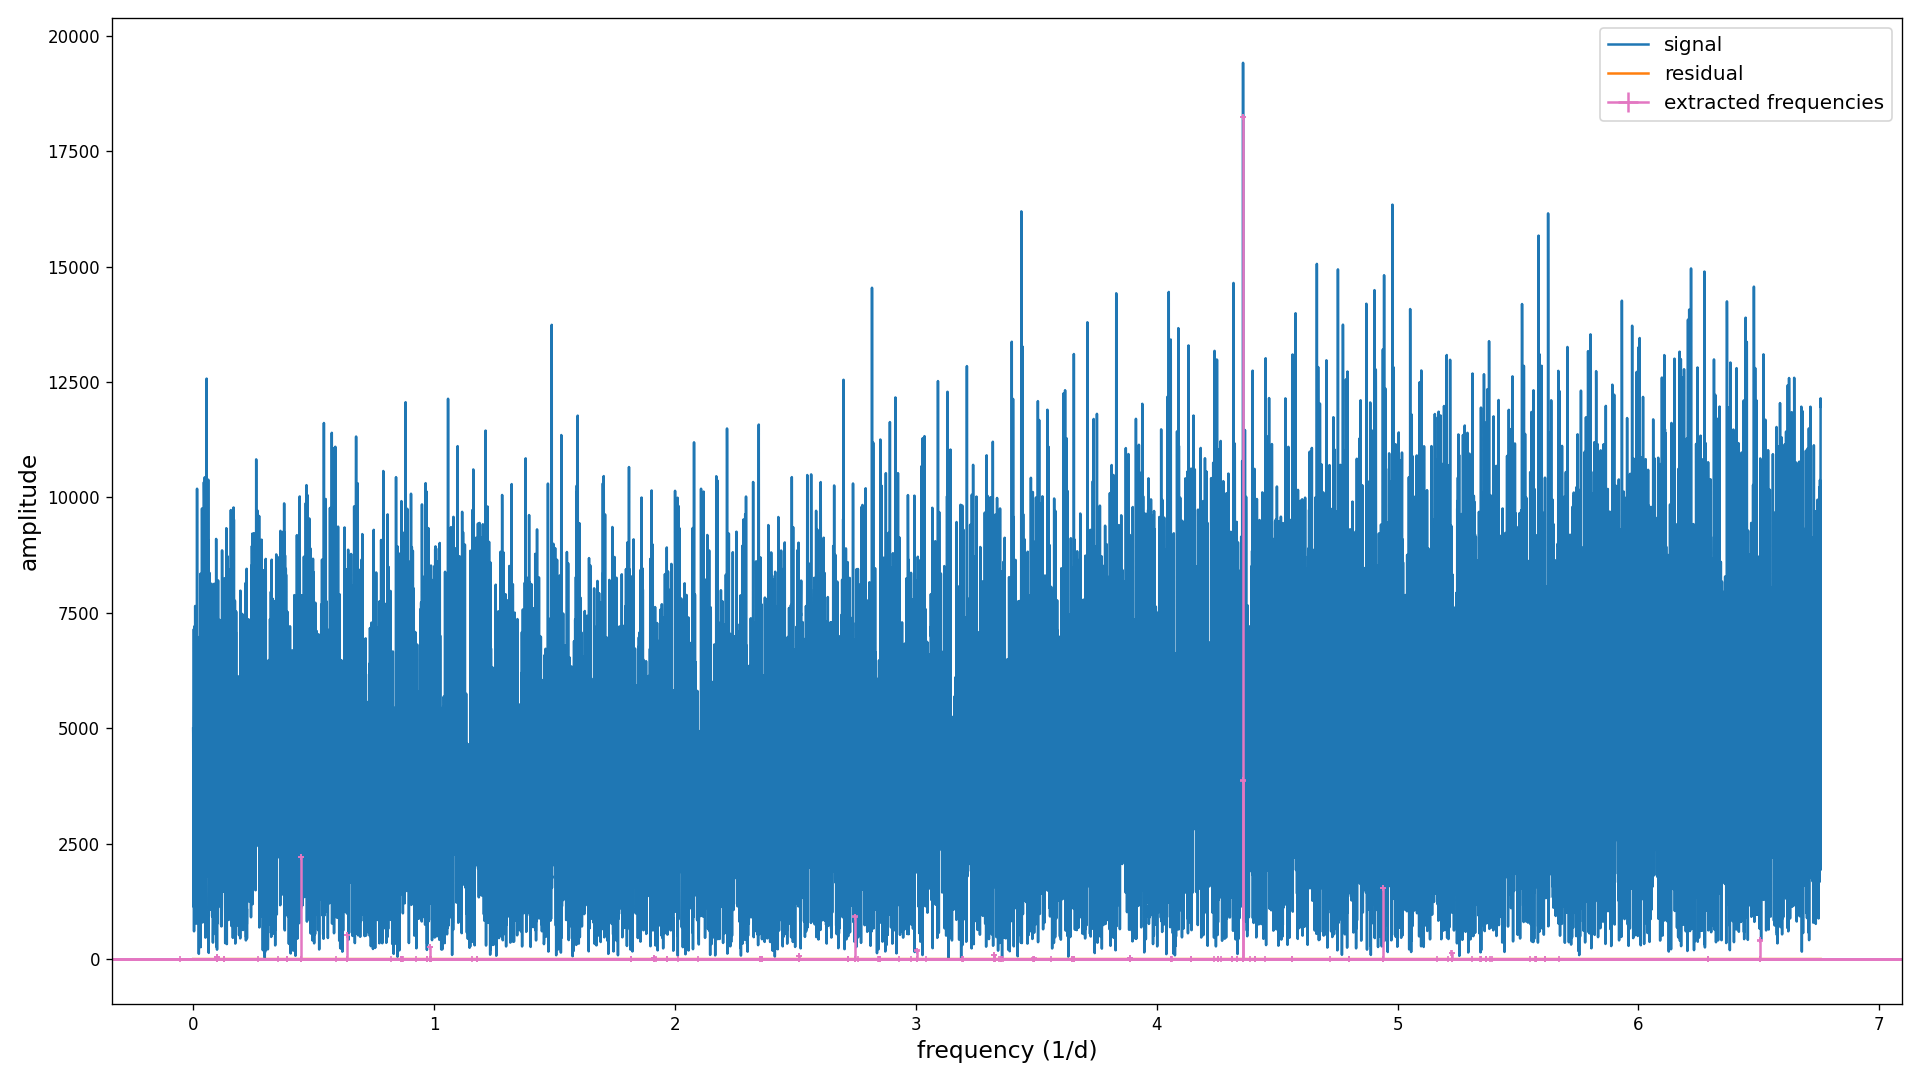 20000
17500
15000
12500
10000
7500
5000
2500
0
amplitude
0 1 2 3 4 5 6 7
frequency (1/d)
signal
residual
extracted frequencies